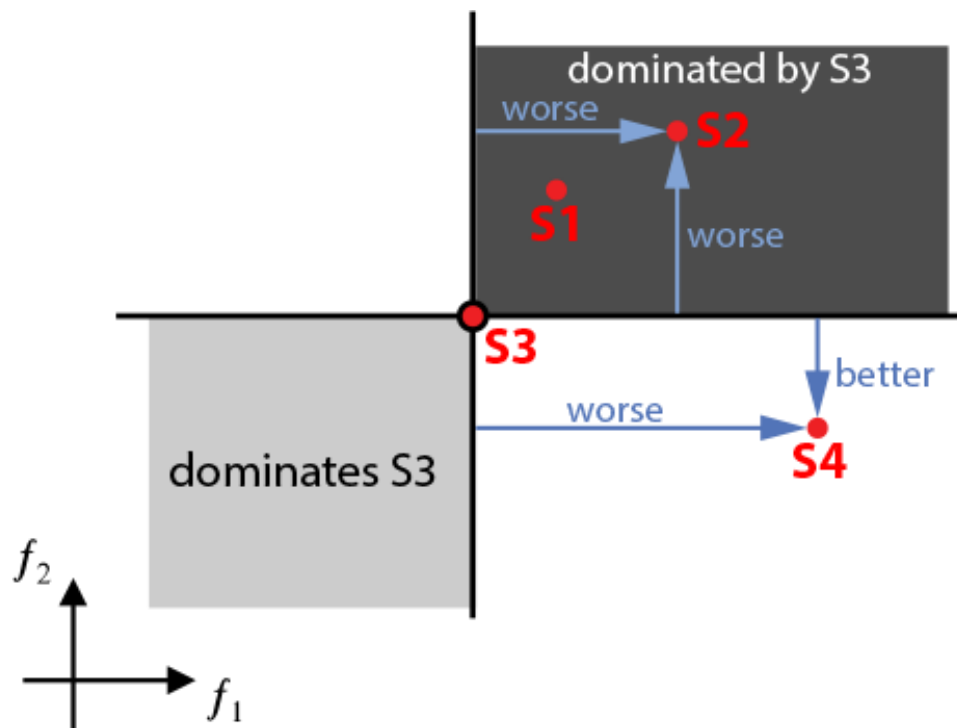 dominated by S3
worse
S2
S1
worse
S3
better
worse
S4
dominates S3
f₂
f₁